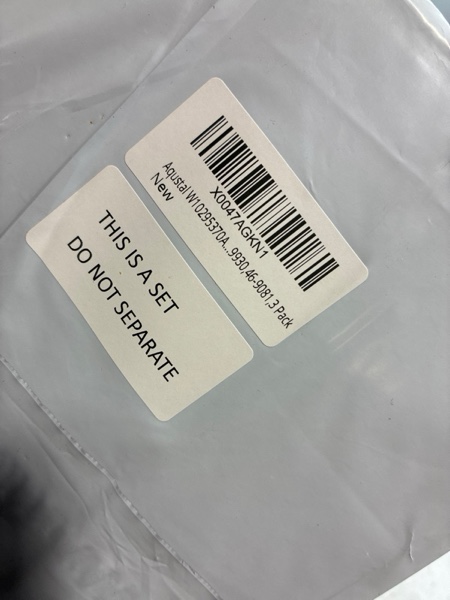 X0047AGKN1
Aqustal W10295370A...9930,46-9081,3 Pack
New
THIS IS A SET
DO NOT SEPARATE